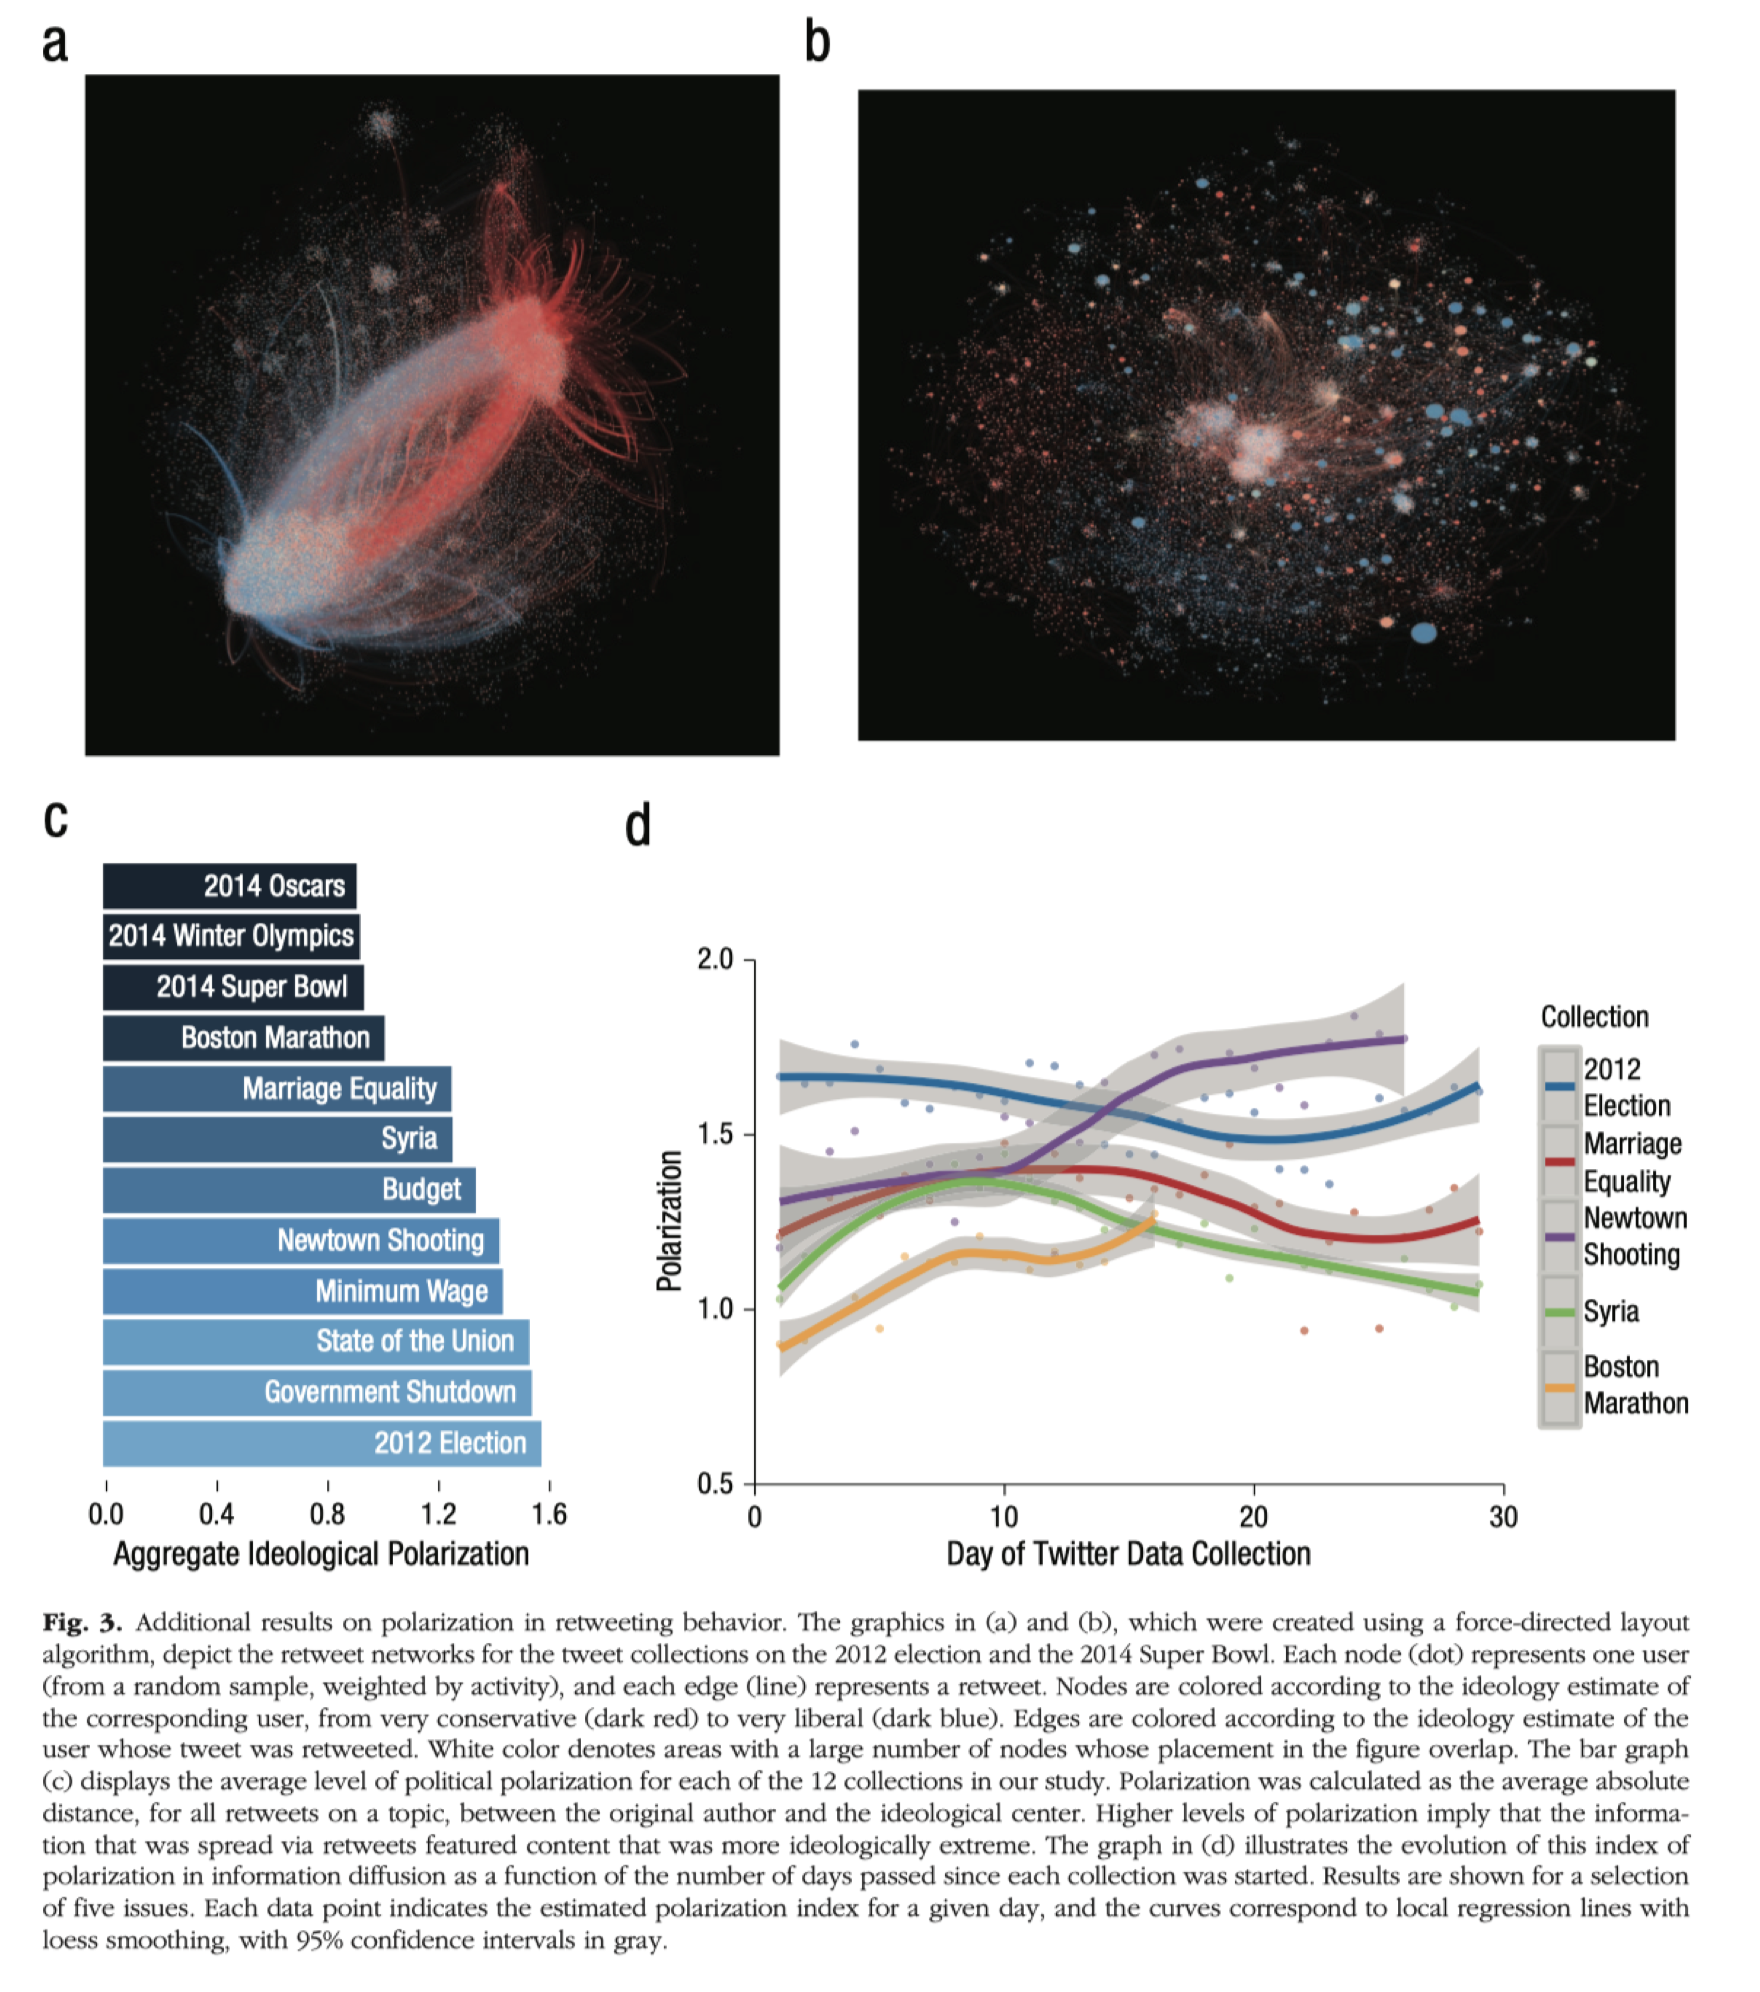 a
b
c
2014 Oscars
2014 Winter Olympics
2014 Super Bowl
Boston Marathon
Marriage Equality
Syria
Budget
Newtown Shooting
Minimum Wage
State of the Union
Government Shutdown
2012 Election
0.0 0.4 0.8 1.2 1.6
Aggregate Ideological Polarization
d
2.0
1.5
1.0
0.5
Polarization
0 10 20 30
Day of Twitter Data Collection
Collection
2012
Election
Marriage
Equality
Newtown
Shooting
Syria
Boston
Marathon
Fig. 3. Additional results on polarization in retweeting behavior. The graphics in (a) and (b), which were created using a force-directed layout
algorithm, depict the retweet networks for the tweet collections on the 2012 election and the 2014 Super Bowl. Each node (dot) represents one user
(from a random sample, weighted by activity), and each edge (line) represents a retweet. Nodes are colored according to the ideology estimate of
the corresponding user, from very conservative (dark red) to very liberal (dark blue). Edges are colored according to the ideology estimate of the
user whose tweet was retweeted. White color denotes areas with a large number of nodes whose placement in the figure overlap. The bar graph
(c) displays the average level of political polarization for each of the 12 collections in our study. Polarization was calculated as the average absolute
distance, for all retweets on a topic, between the original author and the ideological center. Higher levels of polarization imply that the informa-
tion that was spread via retweets featured content that was more ideologically extreme. The graph in (d) illustrates the evolution of this index of
polarization in information diffusion as a function of the number of days passed since each collection was started. Results are shown for a selection
of five issues. Each data point indicates the estimated polarization index for a given day, and the curves correspond to local regression lines with
loess smoothing, with 95% confidence intervals in gray.